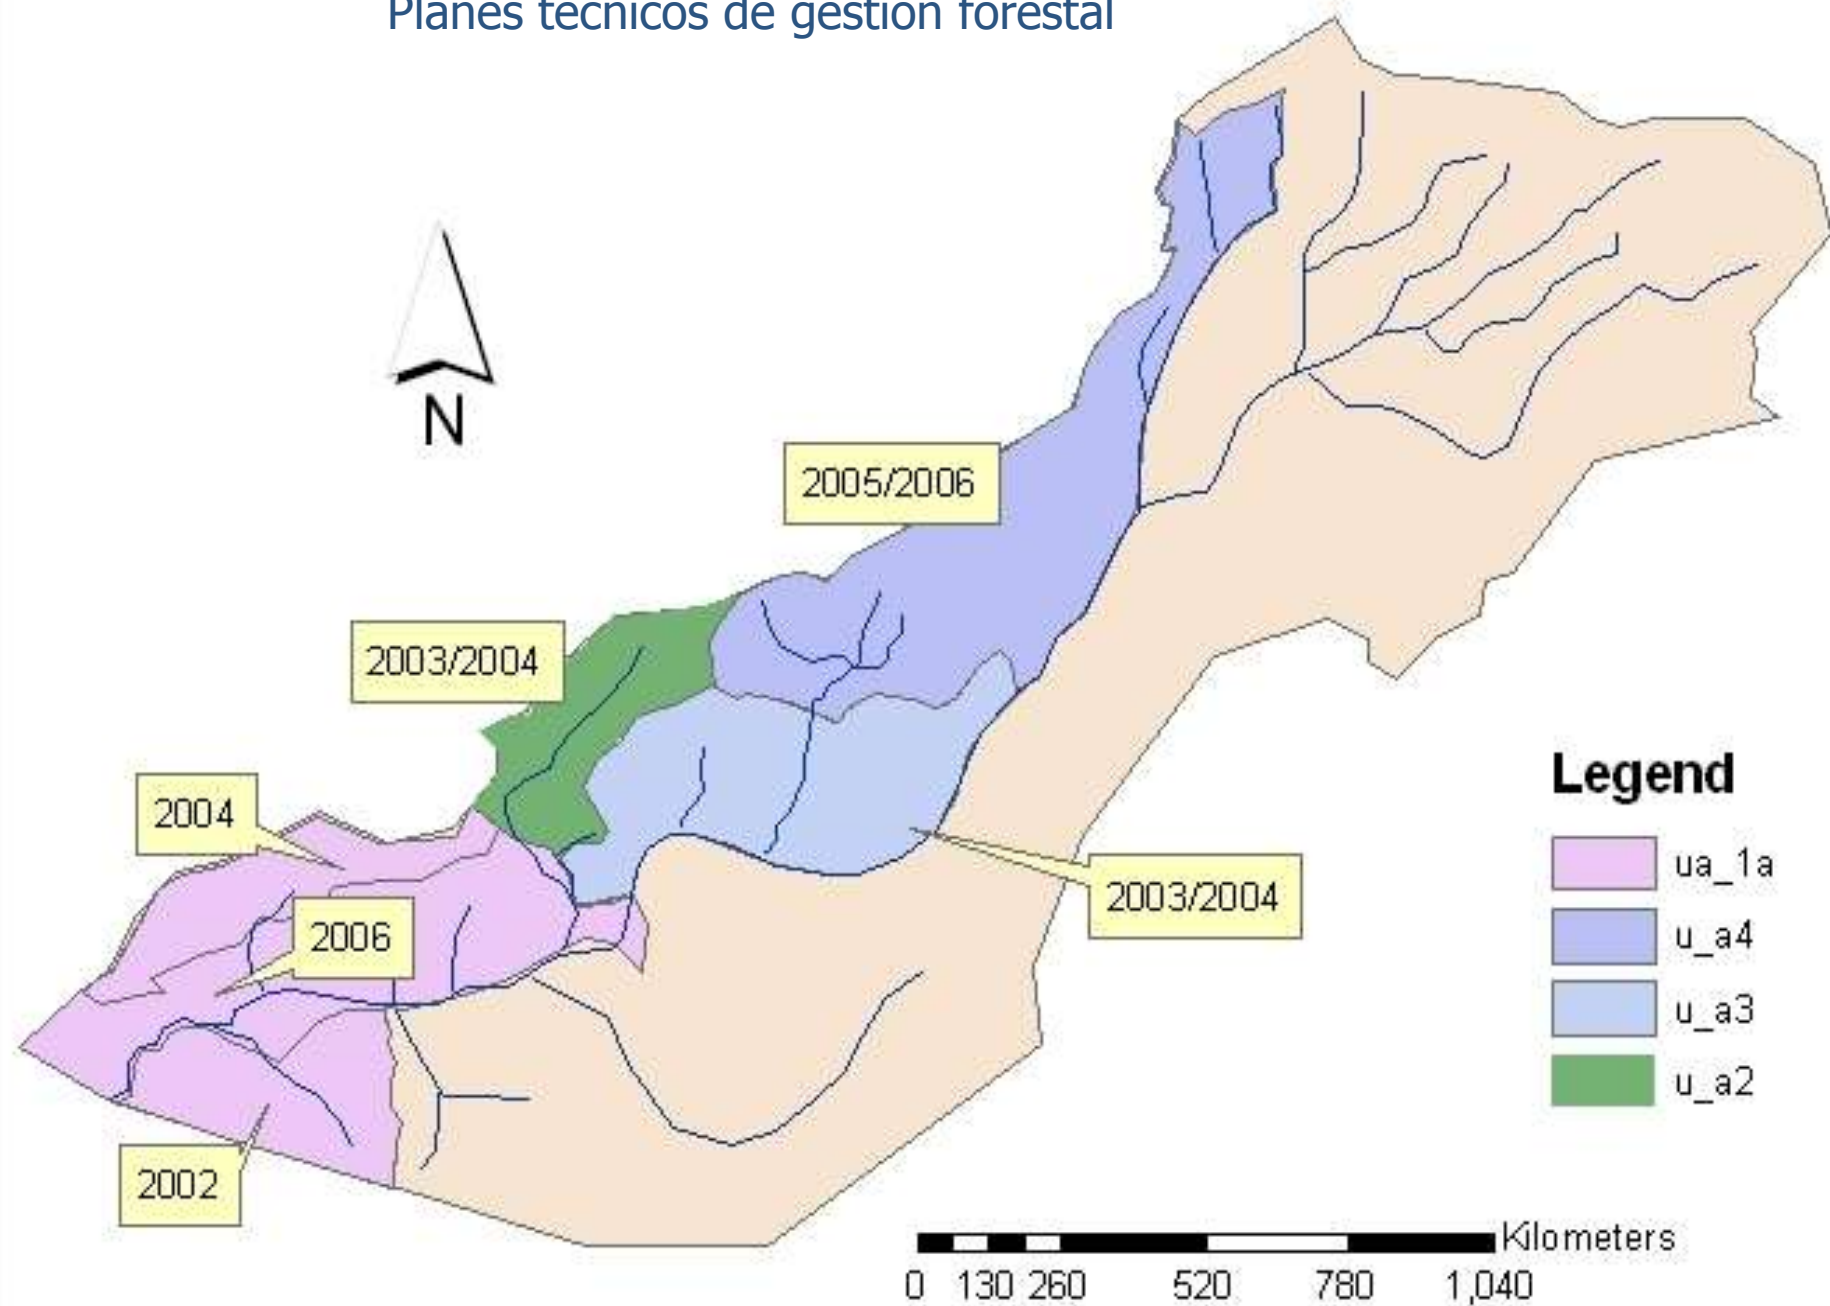 Planes técnicos de gestión forestal
N
2005/2006
2003/2004
2004
2006
2003/2004
2002
Legend
ua_1a
u_a4
u_a3
u_a2
Kilometers
0 130 260 520 780 1,040